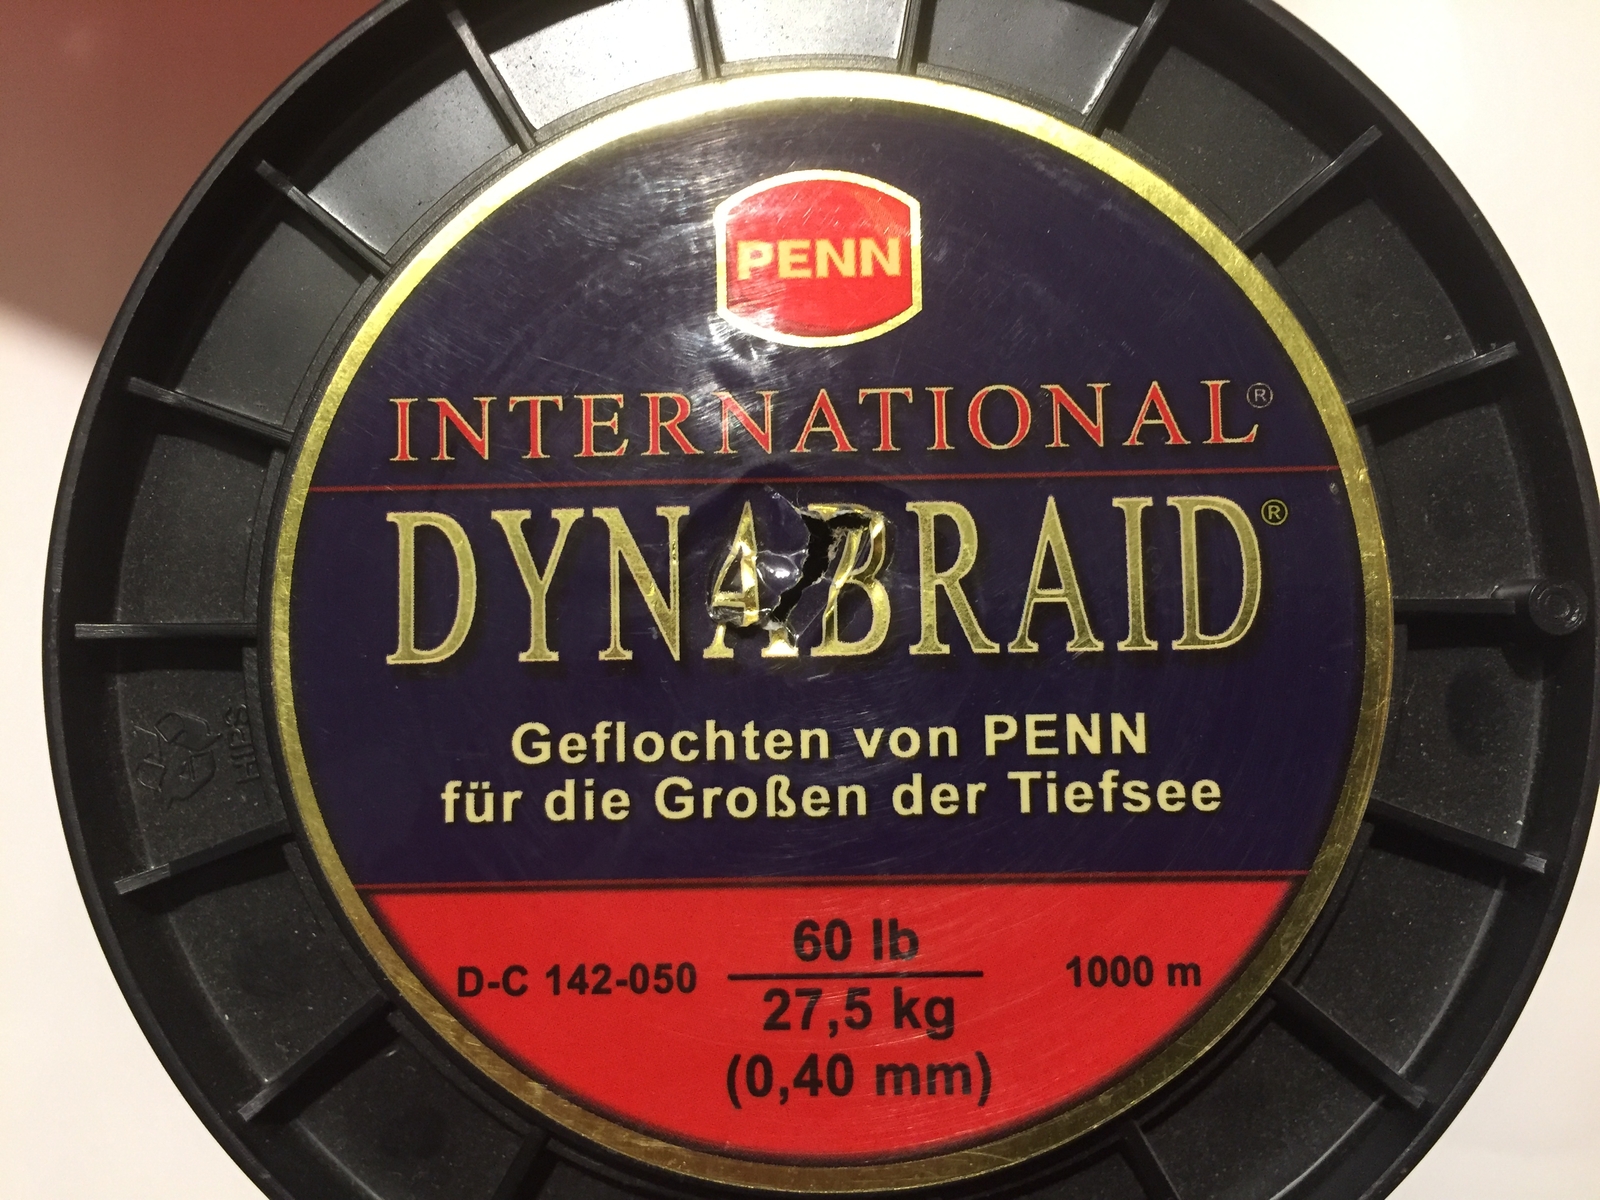 PENN
INTERNATIONAL®
DYNABRAID®
Geflochten von PENN
für die Großen der Tiefsee
D-C 142-050
60 lb
27,5 kg
(0,40 mm)
1000 m
HIPS